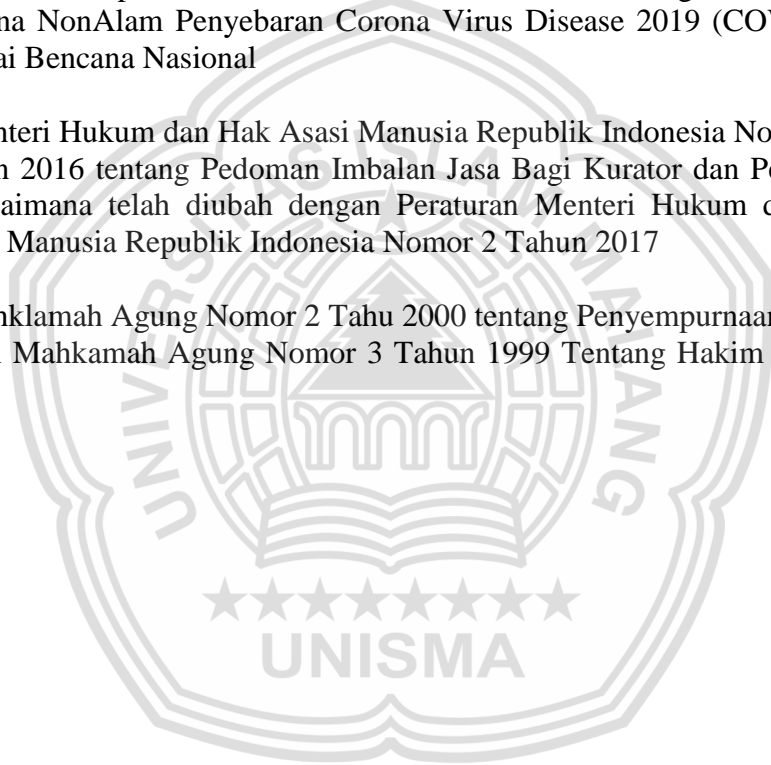 na NonAlam Penyebaran Corona Virus Disease 2019 (COV
ai Bencana Nasional
nteri Hukum dan Hak Asasi Manusia Republik Indonesia No
n 2016 tentang Pedoman Imbalan Jasa Bagi Kurator dan Pe
aimana telah diubah dengan Peraturan Menteri Hukum d
Manusia Republik Indonesia Nomor 2 Tahun 2017
nklamah Agung Nomor 2 Tahu 2000 tentang Penyempurnaan
Mahkamah Agung Nomor 3 Tahun 1999 Tentang Hakim
UNIVERSITAS ISLAM MALANG
UNISMA